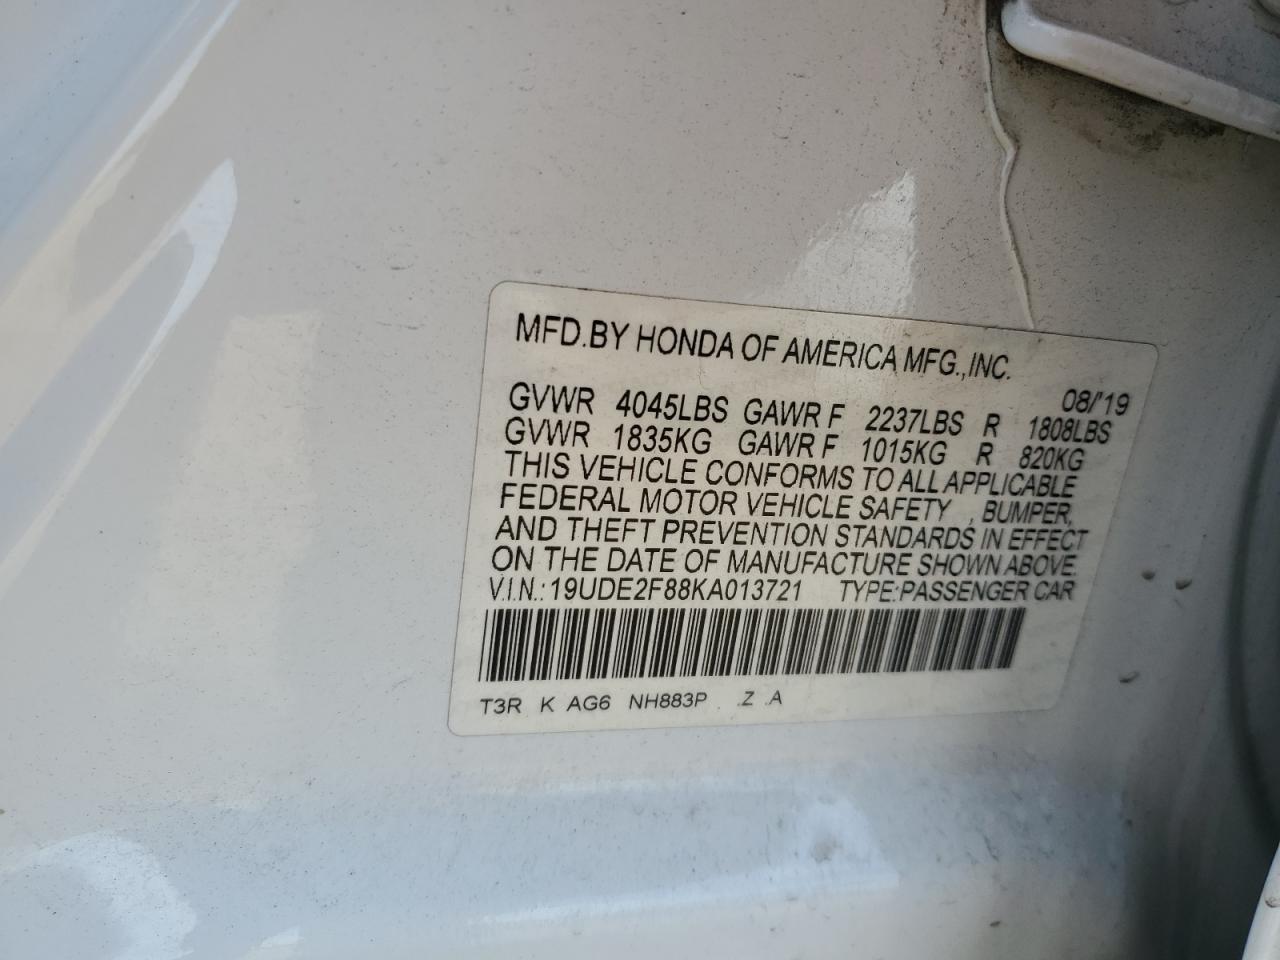 MFD.BY HONDA OF AMERICA MFG.,INC.
08/'19
GVWR 4045LBS GAWR F 2237LBS R 1808LBS
GVWR 1835KG GAWR F 1015KG R 820KG
THIS VEHICLE CONFORMS TO ALL APPLICABLE
FEDERAL MOTOR VEHICLE SAFETY , BUMPER,
AND THEFT PREVENTION STANDARDS IN EFFECT
ON THE DATE OF MANUFACTURE SHOWN ABOVE.
V.I.N.:19UDE2F88KA013721 TYPE:PASSENGER CAR
T3R K AG6 NH883P .Z .A